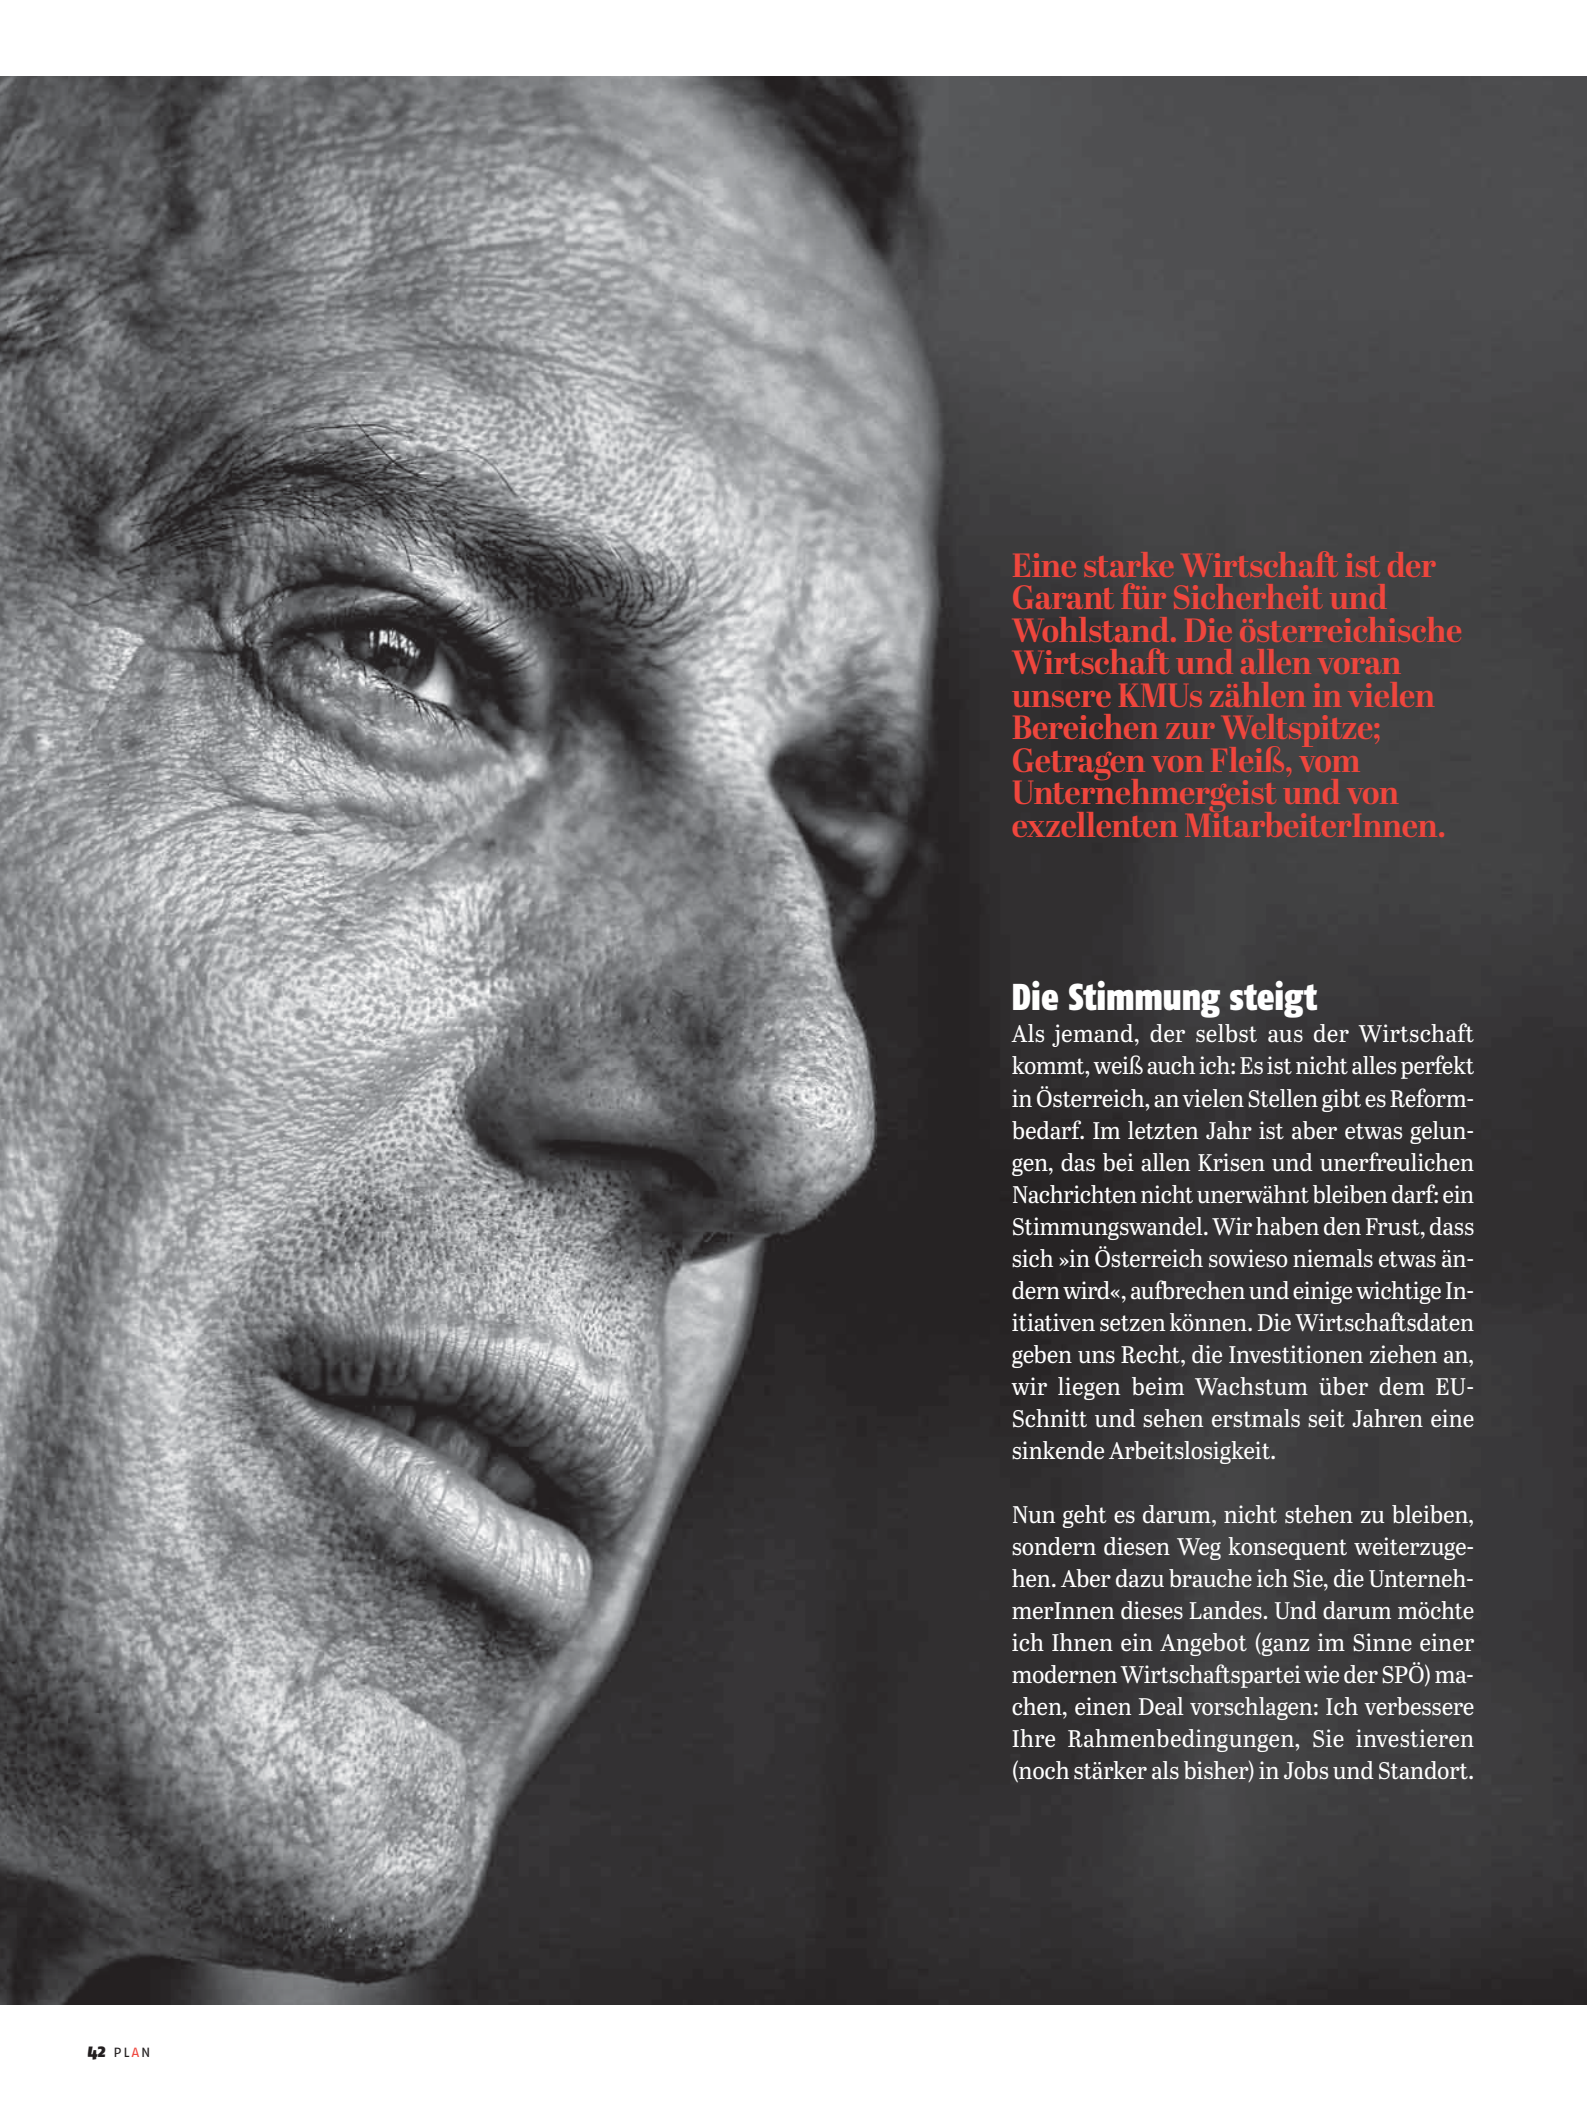 Eine starke Wirtschaft ist der
Garant für Sicherheit und
Wohlstand. Die österreichische
Wirtschaft und allen voran
unsere KMUs zählen in vielen
Bereichen zur Weltspitze;
Getragen von Fleiß, vom
Unternehmergeist und von
exzellenten MitarbeiterInnen.
Die Stimmung steigt
Als jemand, der selbst aus der Wirtschaft
kommt, weiß auch ich: Es ist nicht alles perfekt
in Österreich, an vielen Stellen gibt es Reform-
bedarf. Im letzten Jahr ist aber etwas gelun-
gen, das bei allen Krisen und unerfreulichen
Nachrichten nicht unerwähnt bleiben darf: ein
Stimmungswandel. Wir haben den Frust, dass
sich »in Österreich sowieso niemals etwas än-
dern wird«, aufbrechen und einige wichtige In-
itiativen setzen können. Die Wirtschaftsdaten
geben uns Recht, die Investitionen ziehen an,
wir liegen beim Wachstum über dem EU-
Schnitt und sehen erstmals seit Jahren eine
sinkende Arbeitslosigkeit.
Nun geht es darum, nicht stehen zu bleiben,
sondern diesen Weg konsequent weiterzuge-
hen. Aber dazu brauche ich Sie, die Unterneh-
merInnen dieses Landes. Und darum möchte
ich Ihnen ein Angebot (ganz im Sinne einer
modernen Wirtschaftspartei wie der SPÖ) ma-
chen, einen Deal vorschlagen: Ich verbessere
Ihre Rahmenbedingungen, Sie investieren
(noch stärker als bisher) in Jobs und Standort.
42 PLAN